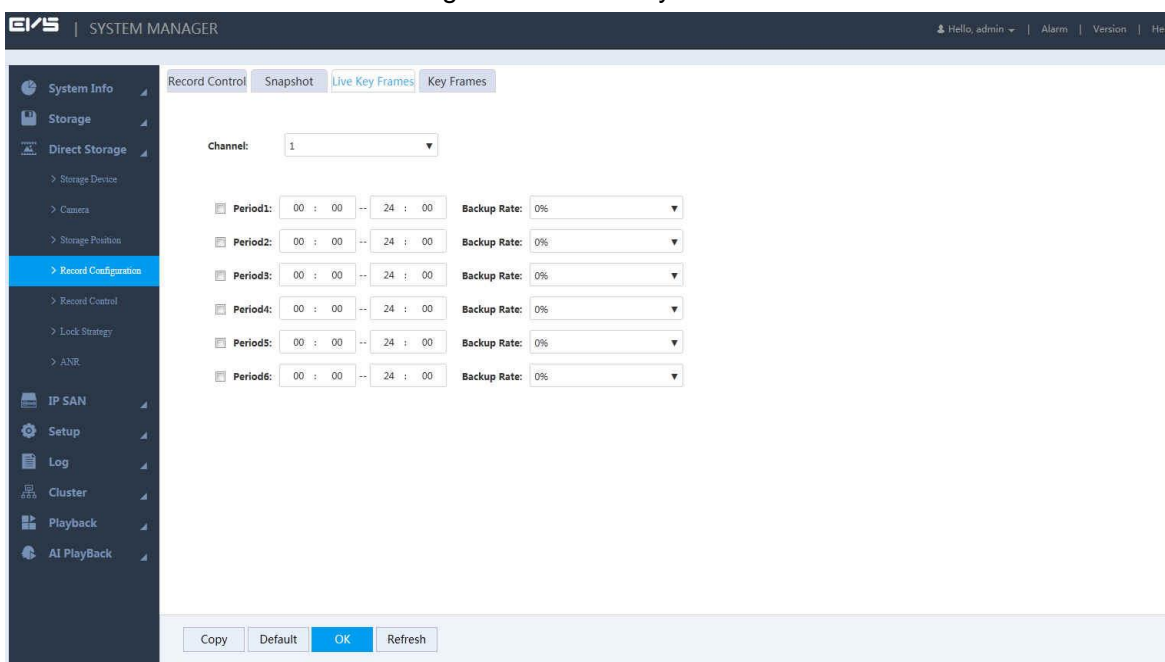 EVS | SYSTEM MANAGER
Hello, admin | Alarm | Version |
System Info
Storage
Direct Storage
> Storage Device
> Camera
> Storage Position
> Record Configuration
> Record Control
> Lock Strategy
> ANR
IP SAN
Setup
Log
Cluster
Playback
AI PlayBack
Record Control Snapshot Live Key Frames Key Frames
Channel: 1
Period1: 00 : 00 -- 24 : 00 Backup Rate: 0%
Period2: 00 : 00 -- 24 : 00 Backup Rate: 0%
Period3: 00 : 00 -- 24 : 00 Backup Rate: 0%
Period4: 00 : 00 -- 24 : 00 Backup Rate: 0%
Period5: 00 : 00 -- 24 : 00 Backup Rate: 0%
Period6: 00 : 00 -- 24 : 00 Backup Rate: 0%
Copy Default OK Refresh